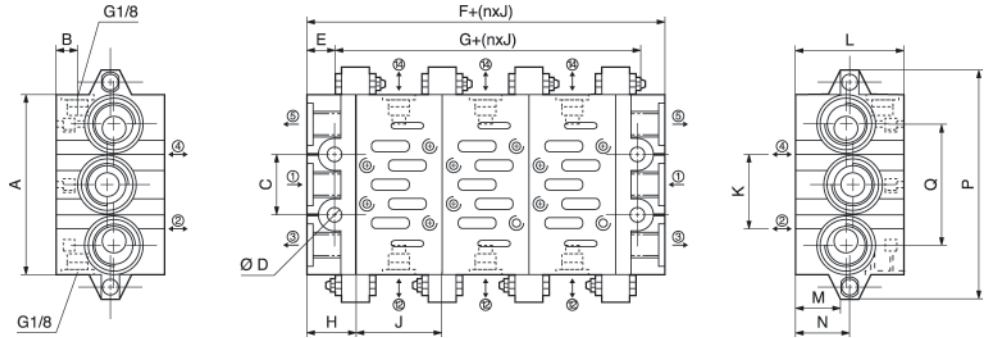 G1/8
B
A
④
②
G1/8
F+(nxJ)
E
G+(nxJ)
⑭ ⑭ ⑭
⑤ ⑤
C
① ①
③ ③
Ø D
⑫ ⑫ ⑫
H
J
L
④
K
Q
P
②
M
N